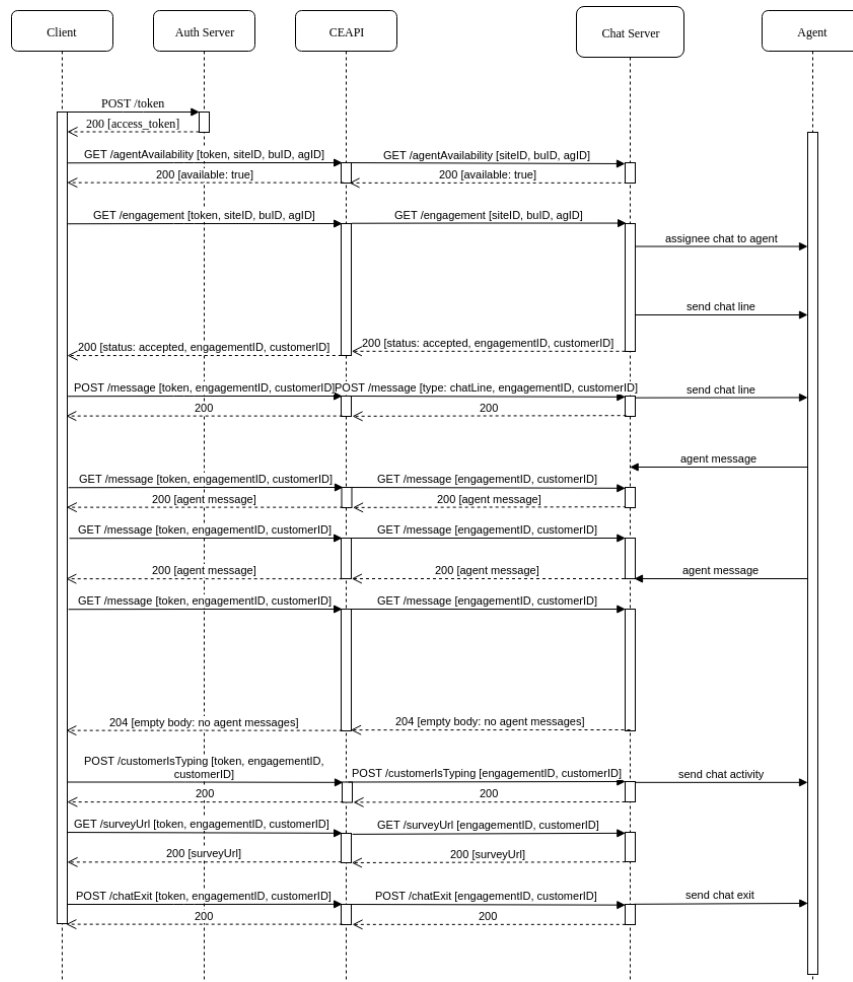 Client
Auth Server
CEAPI
Chat Server
Agent
POST /token
200 [access_token]
GET /agentAvailability [token, siteID, buID, agID]
GET /agentAvailability [siteID, buID, agID]
200 [available: true]
200 [available: true]
GET /engagement [token, siteID, buID, agID]
GET /engagement [siteID, buID, agID]
assignee chat to agent
send chat line
200 [status: accepted, engagementID, customerID]
200 [status: accepted, engagementID, customerID]
POST /message [token, engagementID, customerID]
POST /message [type: chatLine, engagementID, customerID]
send chat line
200
200
agent message
GET /message [token, engagementID, customerID]
GET /message [engagementID, customerID]
200 [agent message]
200 [agent message]
GET /message [token, engagementID, customerID]
GET /message [engagementID, customerID]
200 [agent message]
200 [agent message]
agent message
GET /message [token, engagementID, customerID]
GET /message [engagementID, customerID]
204 [empty body: no agent messages]
204 [empty body: no agent messages]
POST /customerIsTyping [token, engagementID,
customerID]
POST /customerIsTyping [engagementID, customerID]
send chat activity
200
200
GET /surveyUrl [token, engagementID, customerID]
GET /surveyUrl [engagementID, customerID]
200 [surveyUrl]
200 [surveyUrl]
POST /chatExit [token, engagementID, customerID]
POST /chatExit [engagementID, customerID]
send chat exit
200
200